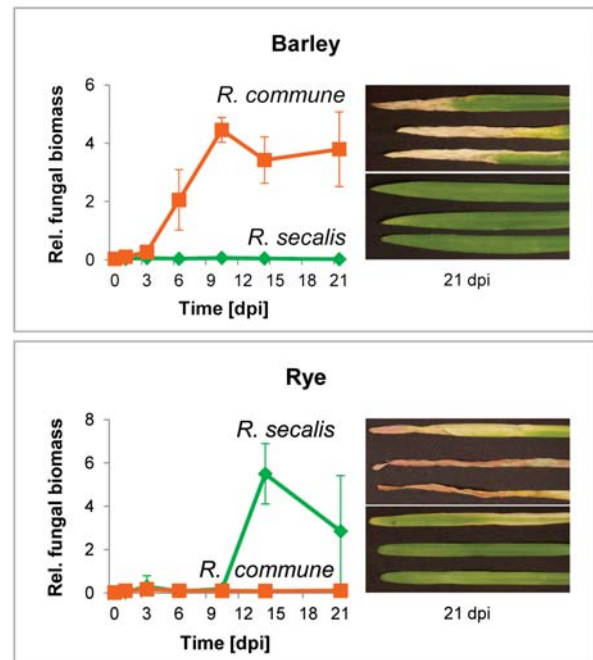 Barley
Rel. fungal biomass
6
4
2
0
R. commune
R. secalis
0 3 6 9 12 15 18 21
Time [dpi]
21 dpi
Rye
Rel. fungal biomass
8
6
4
2
0
R. secalis
R. commune
0 3 6 9 12 15 18 21
Time [dpi]
21 dpi